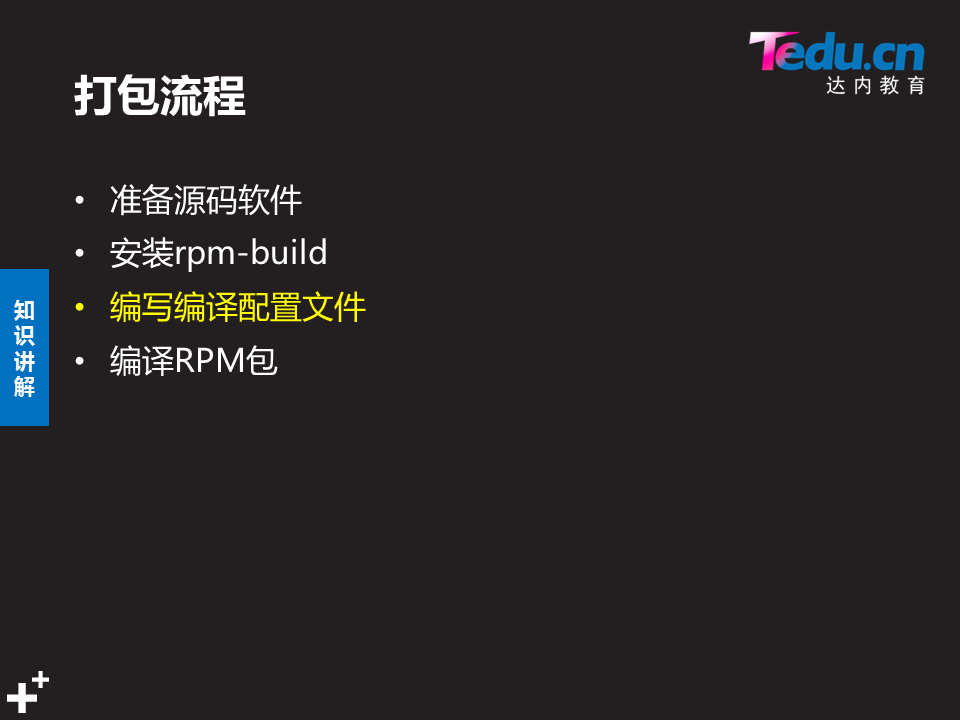 Tedu.cn
达内教育
打包流程
• 准备源码软件
• 安装rpm-build
• 编写编译配置文件
• 编译RPM包
知识讲解